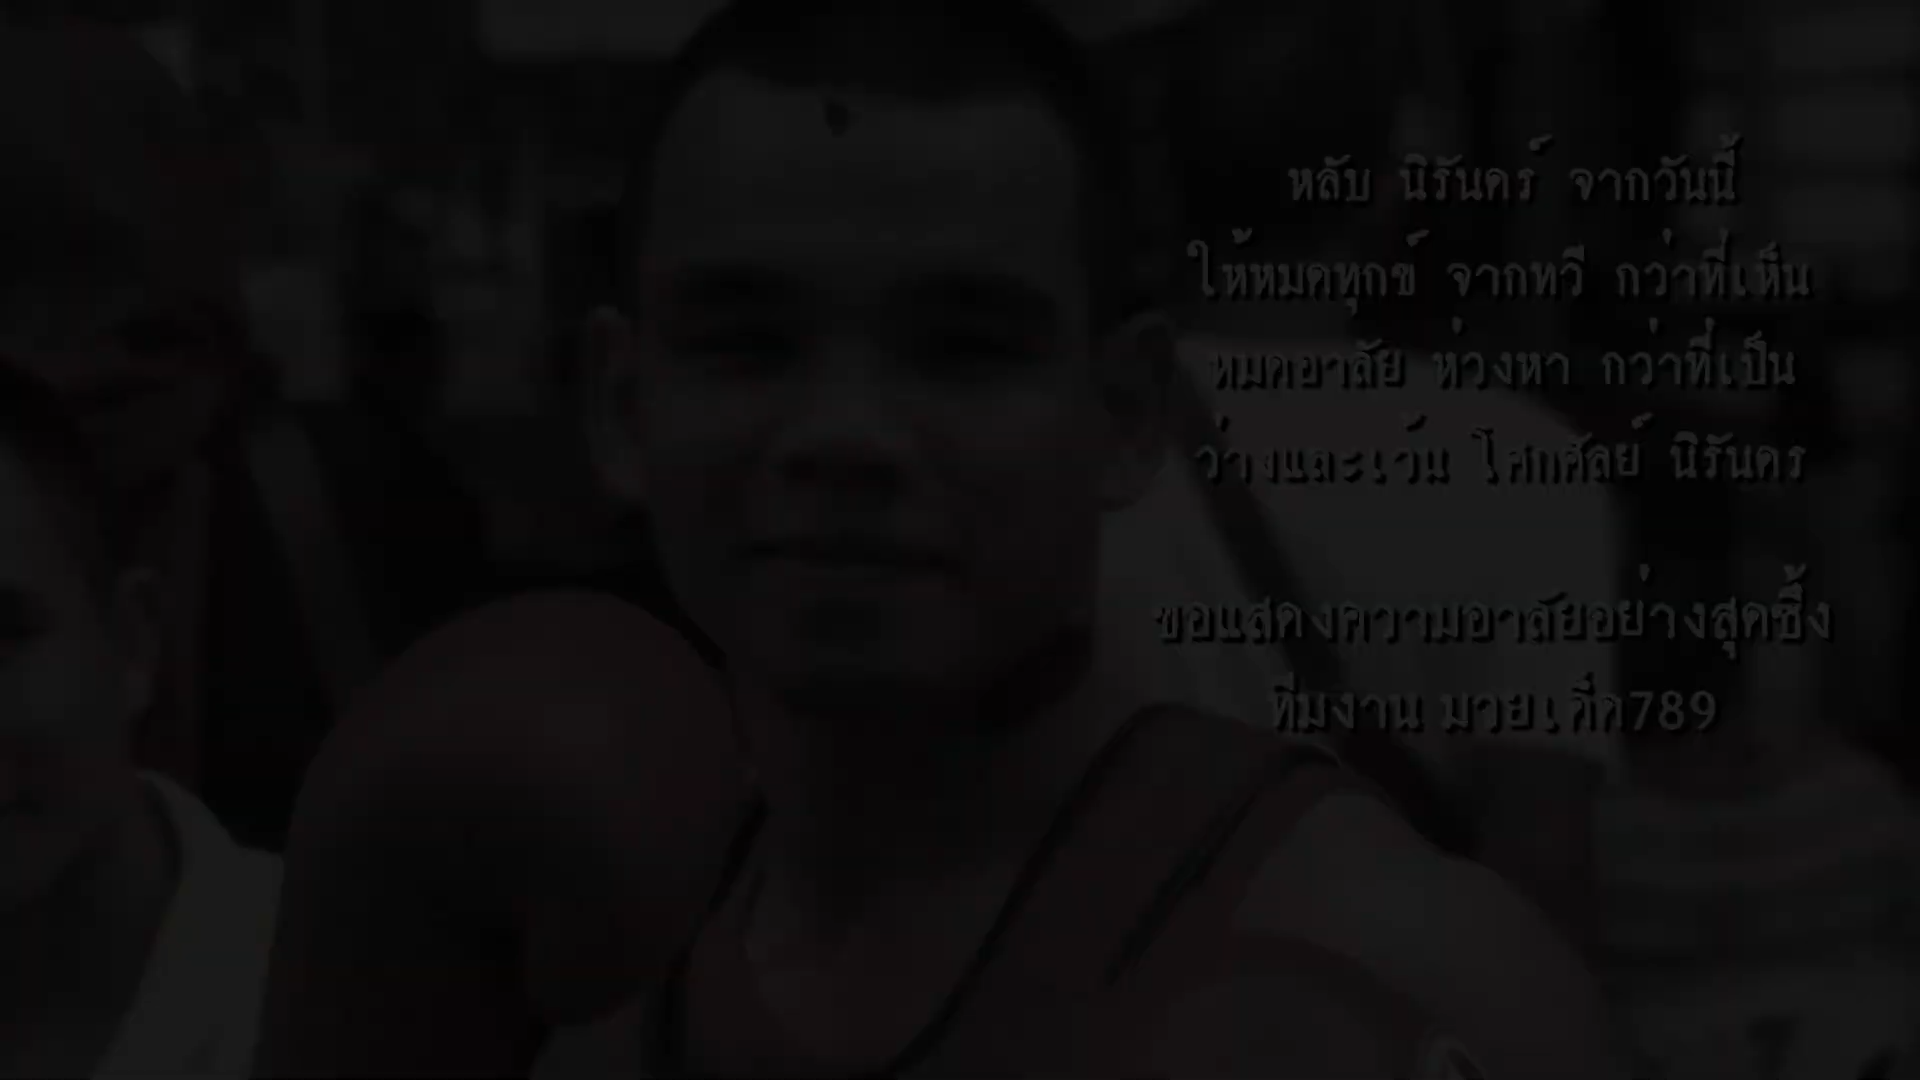 หลับ นิรันดร์ จากวันนี้
ให้หมดทุกข์ จากทวี กว่าที่เห็น
หมดอาลัย ห่วงหา กว่าที่เป็น
ว่างและเว้น โศกศัลย์ นิรันดร
ขอแสดงความอาลัยอย่างสุดซึ้ง
ทีมงาน มวยเด็ด789